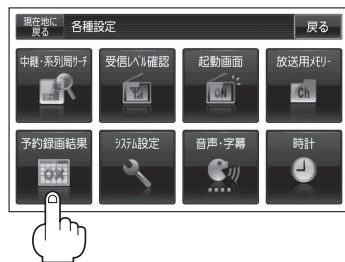 現在地に
戻る
各種設定
戻る
中継・系列局ｻｰﾁ
受信ﾚﾍﾞﾙ確認
起動画面
放送用ﾒﾓﾘｰ
ON
Ch
予約録画結果
ｼｽﾃﾑ設定
音声・字幕
時計